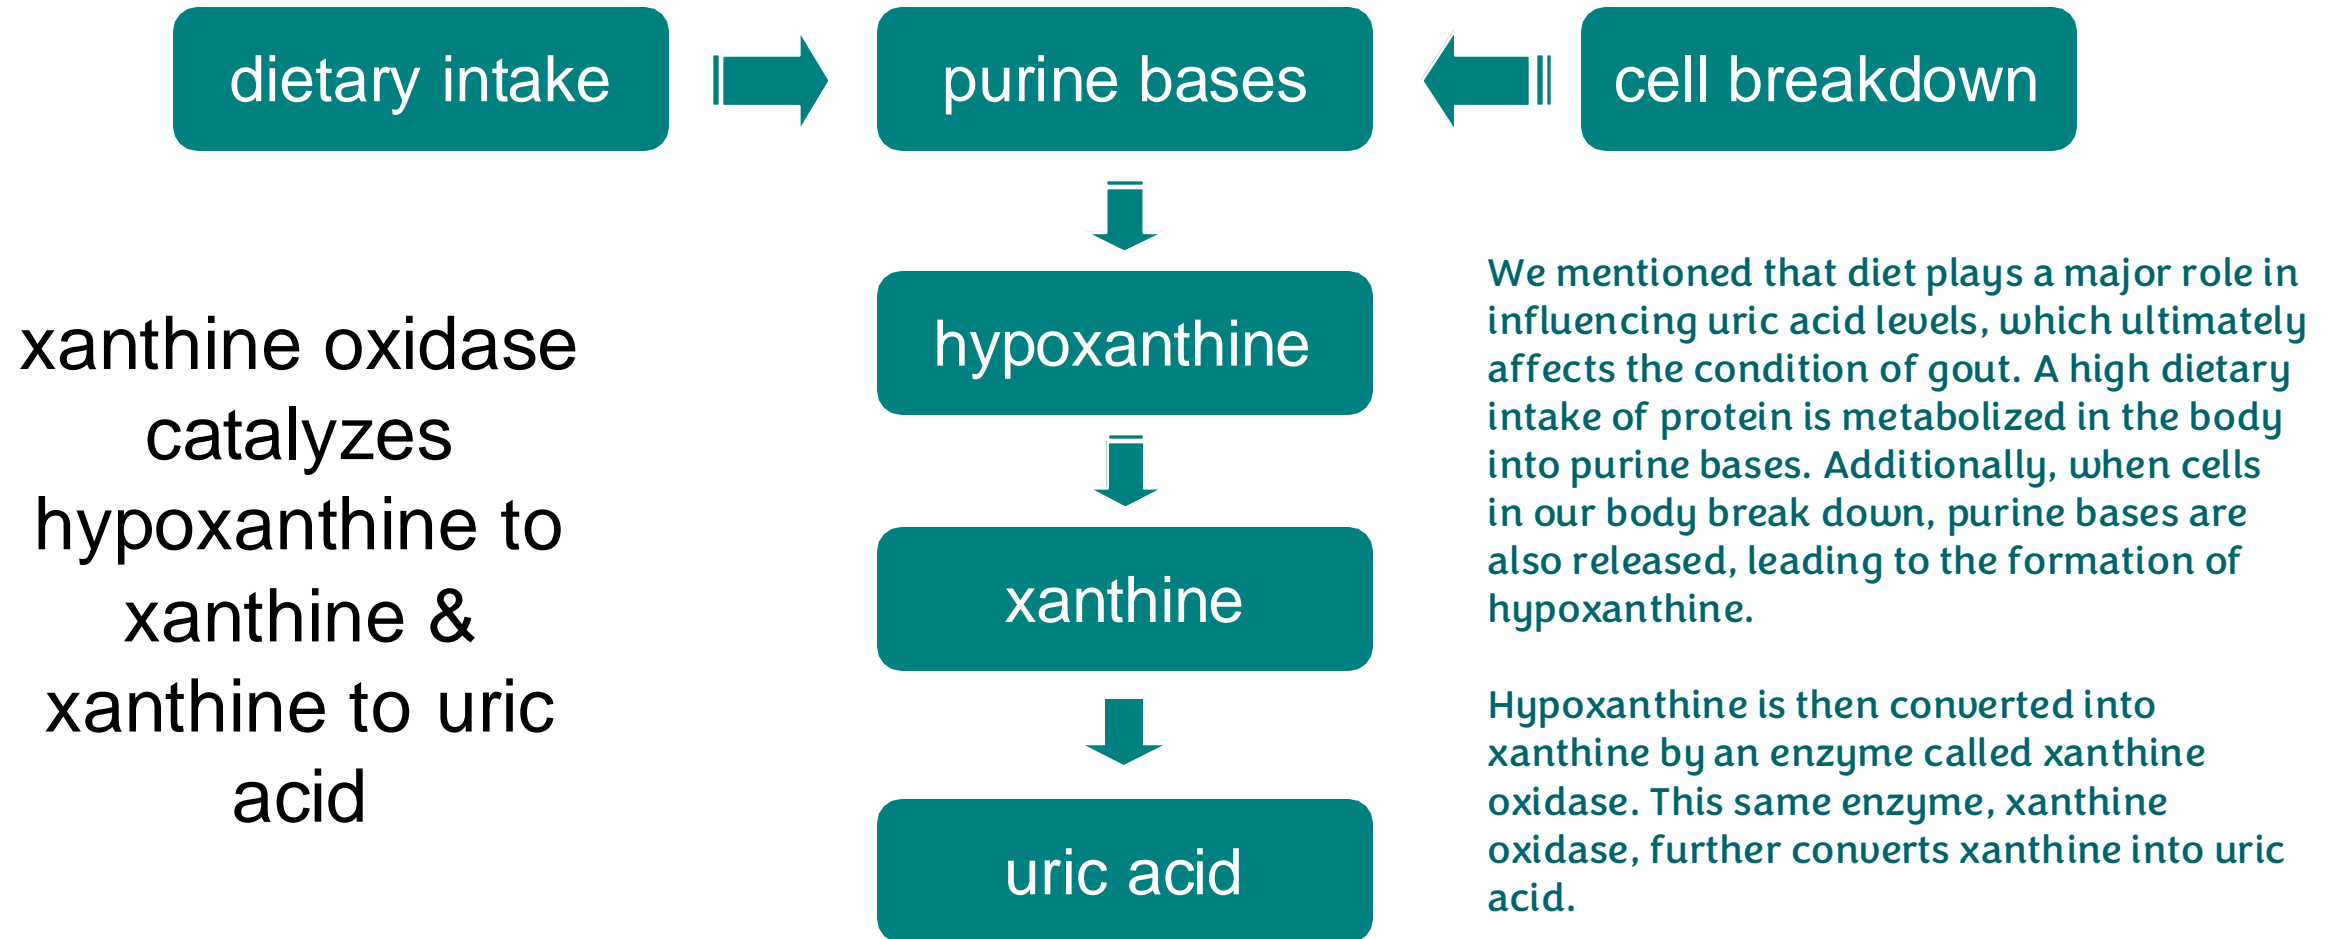 dietary intake
purine bases
cell breakdown
hypoxanthine
xanthine
uric acid
xanthine oxidase
catalyzes
hypoxanthine to
xanthine &
xanthine to uric
acid
We mentioned that diet plays a major role in
influencing uric acid levels, which ultimately
affects the condition of gout. A high dietary
intake of protein is metabolized in the body
into purine bases. Additionally, when cells
in our body break down, purine bases are
also released, leading to the formation of
hypoxanthine.
Hypoxanthine is then converted into
xanthine by an enzyme called xanthine
oxidase. This same enzyme, xanthine
oxidase, further converts xanthine into uric
acid.